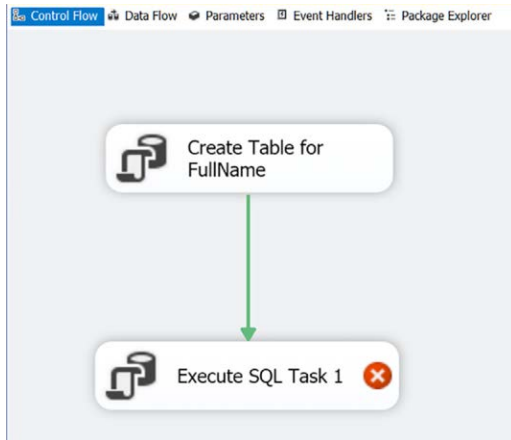 Control Flow Data Flow Parameters Event Handlers Package Explorer
Create Table for
FullName
Execute SQL Task 1